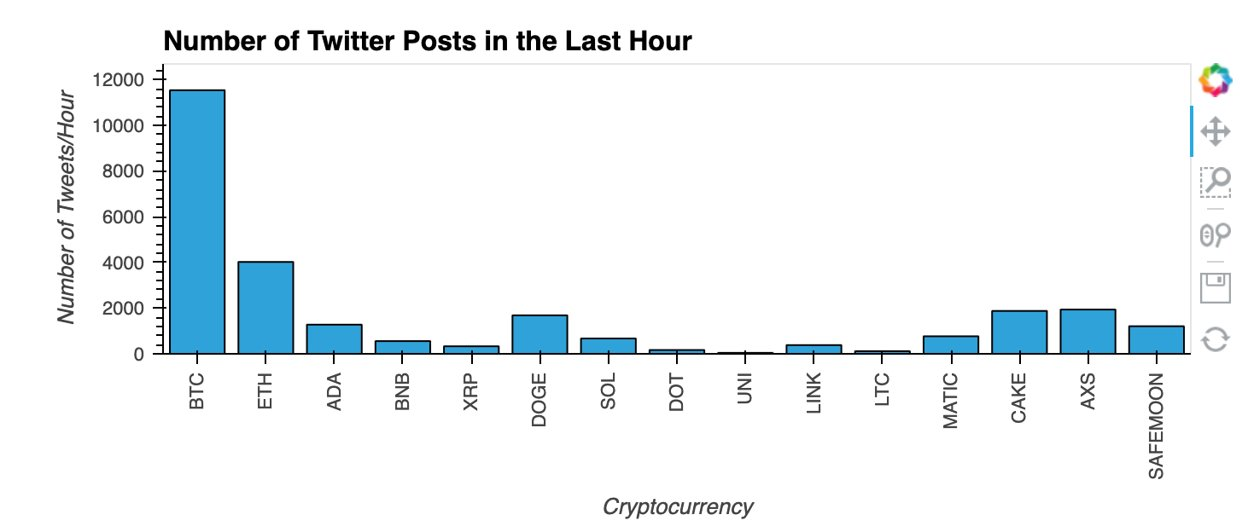 Number of Twitter Posts in the Last Hour
Number of Tweets/Hour
12000
10000
8000
6000
4000
2000
0
BTC
ETH
ADA
BNB
XRP
DOGE
SOL
DOT
UNI
LINK
LTC
MATIC
CAKE
AXS
SAFEMOON
Cryptocurrency